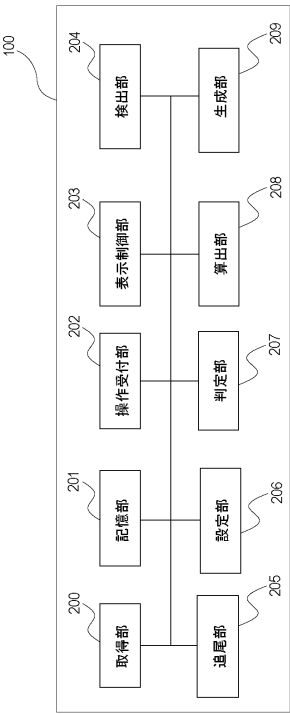 100
200
取得部
201
記憶部
202
操作受付部
203
表示制御部
204
検出部
205
追尾部
206
設定部
207
判定部
208
算出部
209
生成部